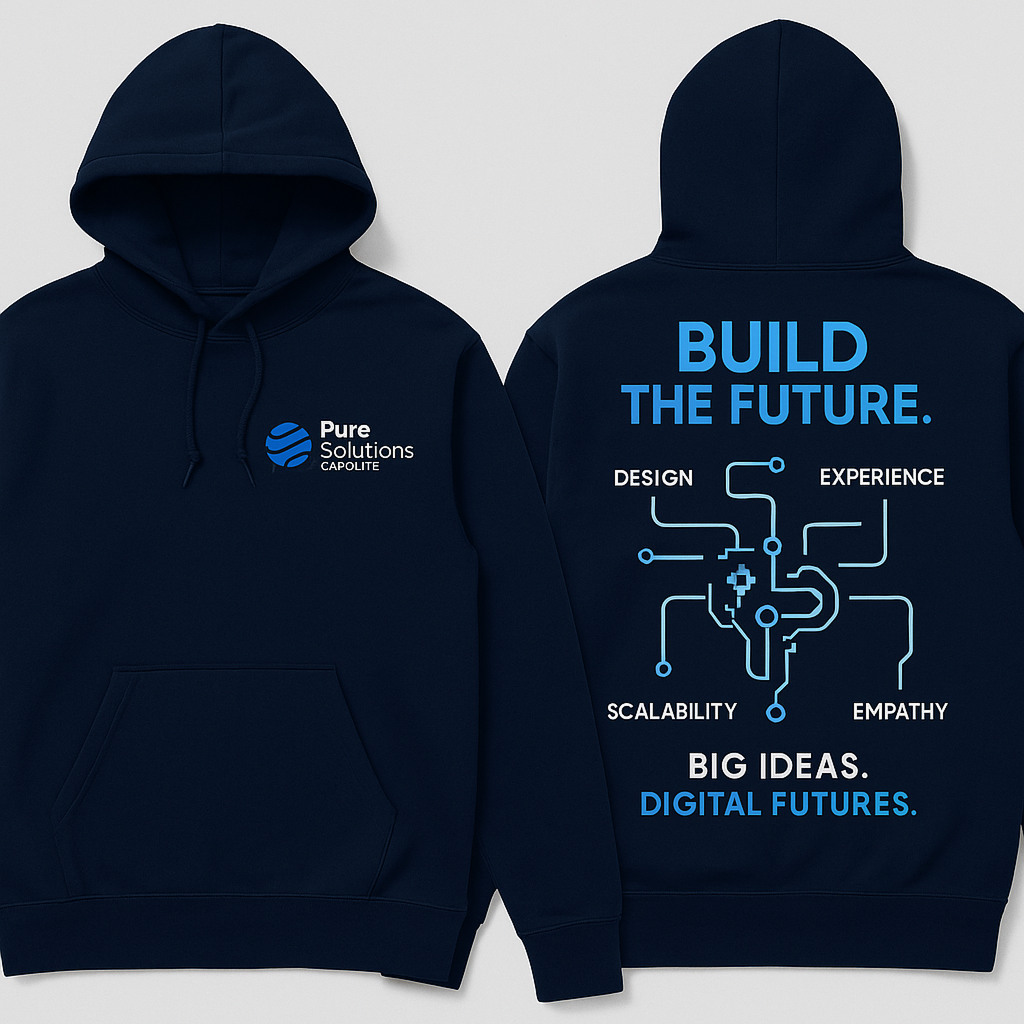 Pure
Solutions
CAPOLITE
BUILD
THE FUTURE.
DESIGN
EXPERIENCE
SCALABILITY
EMPATHY
BIG IDEAS.
DIGITAL FUTURES.